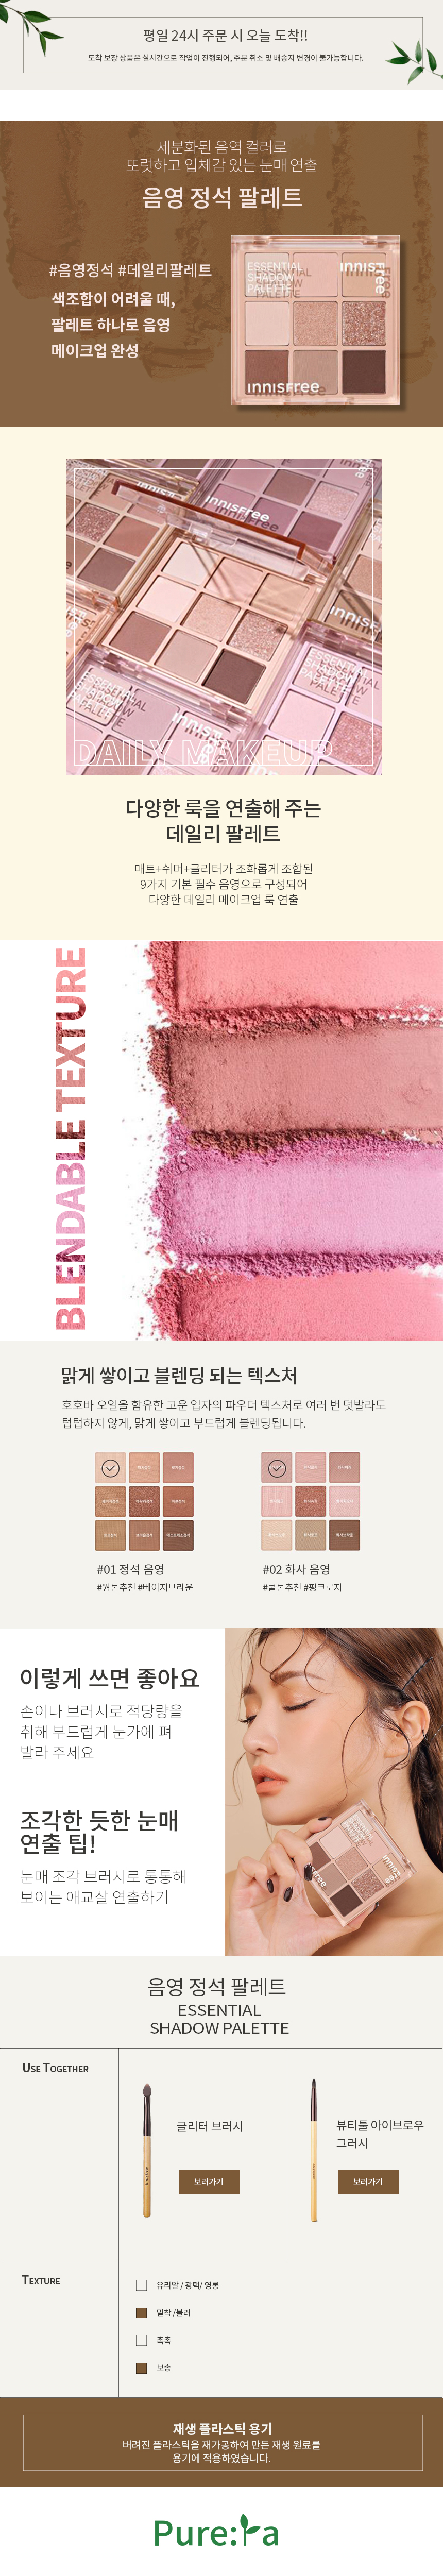 평일 24시 주문 시 오늘 도착!!
도착 보장 상품은 실시간으로 작업이 진행되어, 주문 취소 및 배송지 변경이 불가능합니다.
세분화된 음역 컬러로
또렷하고 입체감 있는 눈매 연출
음영 정석 팔레트
#음영정석 #데일리팔레트
색조합이 어려울 때,
팔레트 하나로 음영
메이크업 완성
ESSENTIAL
SHADOW
PALETTE
INNISFree
INNISFree
INNISFree
INNISFree
ESSENTIAL
SHADOW
PALETTE
DAILY MAKEUP
다양한 룩을 연출해 주는
데일리 팔레트
매트+쉬머+글리터가 조화롭게 조합된
9가지 기본 필수 음영으로 구성되어
다양한 데일리 메이크업 룩 연출
BLENDABLE TEXTURE
맑게 쌓이고 블렌딩 되는 텍스처
호호바 오일을 함유한 고운 입자의 파우더 텍스처로 여러 번 덧발라도
텁텁하지 않게, 맑게 쌓이고 부드럽게 블렌딩됩니다.
#01 정석 음영
#웜톤추천 #베이지브라운
#02 화사 음영
#쿨톤추천 #핑크로지
이렇게 쓰면 좋아요
손이나 브러시로 적당량을
취해 부드럽게 눈가에 펴
발라 주세요
조각한 듯한 눈매
연출 팁!
눈매 조각 브러시로 통통해
보이는 애교살 연출하기
음영 정석 팔레트
ESSENTIAL
SHADOW PALETTE
USE TOGETHER
글리터 브러시
보러가기
뷰티툴 아이브로우
그러시
보러가기
TEXTURE
유리알 / 광택/ 영롱
밀착 /블러
촉촉
보송
재생 플라스틱 용기
버려진 플라스틱을 재가공하여 만든 재생 원료를
용기에 적용하였습니다.
Pure:ra